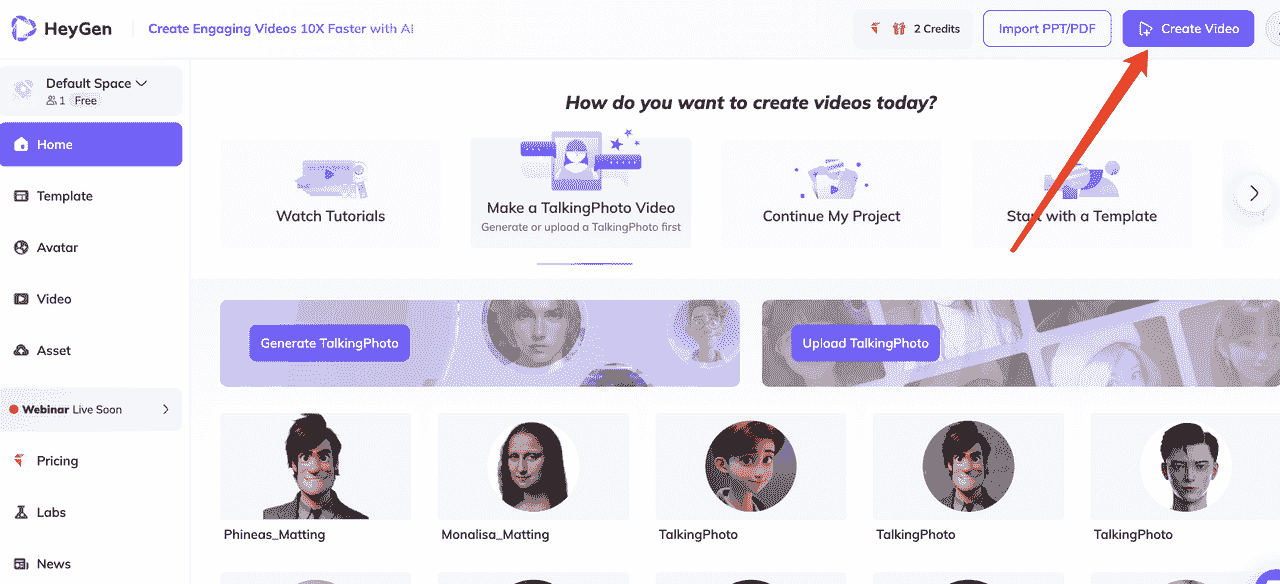 HeyGen
Create Engaging Videos 10X Faster with AI
2 Credits
Import PPT/PDF
Create Video
Default Space
1 Free
Home
Template
Avatar
Video
Asset
Webinar Live Soon
Pricing
Labs
News
How do you want to create videos today?
Watch Tutorials
Make a TalkingPhoto Video
Generate or upload a TalkingPhoto first
Continue My Project
Start with a Template
Generate TalkingPhoto
Upload TalkingPhoto
Phineas_Matting
Monalisa_Matting
TalkingPhoto
TalkingPhoto
TalkingPhoto